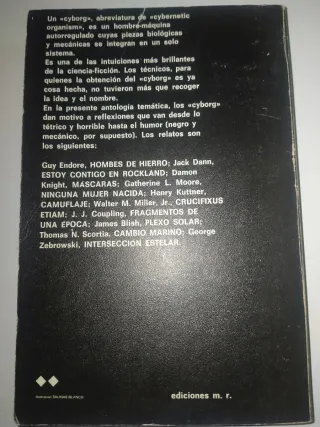 Un «cyborg», abreviatura de «cybernetic
organism», es un hombre-máquina
autorregulado cuyas piezas biológicas
y mecánicas se integran en un solo
sistema.
Es una de las intuiciones más brillantes
de la ciencia-ficción. Los técnicos, para
quienes la obtención del «cyborg» es ya
cosa hecha, no tuvieron más que recoger
la idea y el nombre.
En la presente antología temática, los «cyborg»
dan motivo a reflexiones que van desde lo
tétrico y horrible hasta el humor (negro y
mecánico, por supuesto). Los relatos son
los siguientes:
Guy Endore, HOMBES DE HIERRO; Jack Dann,
ESTOY CONTIGO EN ROCKLAND; Damon
Knight, MÁSCARAS; Gatherine L. Moore,
NINGUNA MUJER NACIDA; Henry Kuttner,
CAMUFLAJE; Walter M. Miller, Jr., CRUCIFIXUS
ETIAM; J. J. Coupling, FRAGMENTOS DE
UNA ÉPOCA; James Blish, PLEXO SOLAR;
Thomas N. Scortia, CAMBIO MARINO; George
Zebrowski, INTERSECCION ESTELAR.
ediciones m. r.